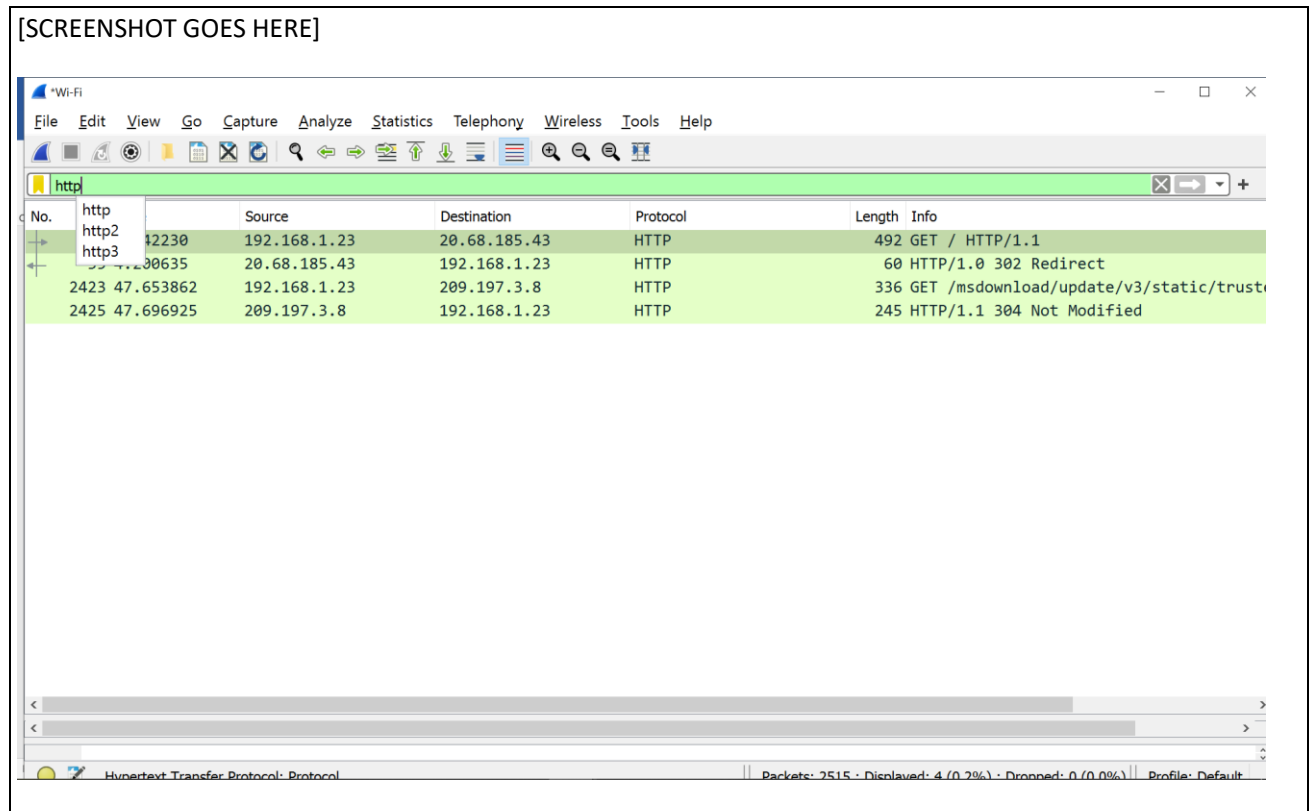 [SCREENSHOT GOES HERE]
*Wi-Fi
File Edit View Go Capture Analyze Statistics Telephony Wireless Tools Help
http
No. Source Destination Protocol Length Info
http
http2
http3
42230 192.168.1.23 20.68.185.43 HTTP 492 GET / HTTP/1.1
4.200635 20.68.185.43 192.168.1.23 HTTP 60 HTTP/1.0 302 Redirect
2423 47.653862 192.168.1.23 209.197.3.8 HTTP 336 GET /msdownload/update/v3/static/trust
2425 47.696925 209.197.3.8 192.168.1.23 HTTP 245 HTTP/1.1 304 Not Modified
Hypertext Transfer Protocol: Protocol Packets: 2515 · Displayed: 4 (0.2%) · Dropped: 0 (0.0%) Profile: Default